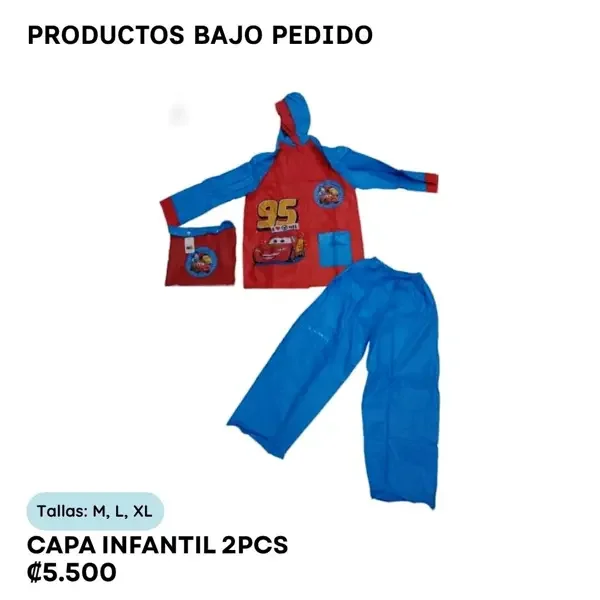 PRODUCTOS BAJO PEDIDO
95
Tallas: M, L, XL
CAPA INFANTIL 2PCS
₡5.500